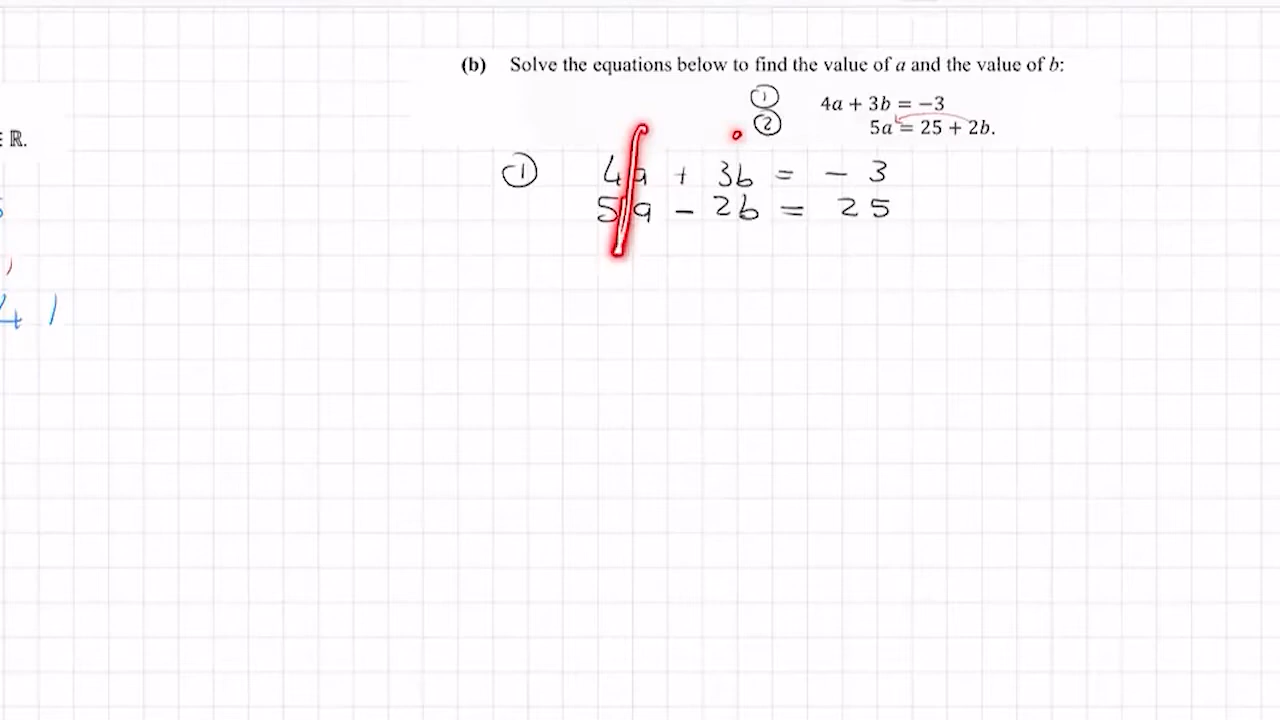 (b) Solve the equations below to find the value of a and the value of b:
① 4a + 3b = −3
② 5a = 25 + 2b.
∈ ℝ.
① 4a + 3b = - 3
5a - 2b = 25
41